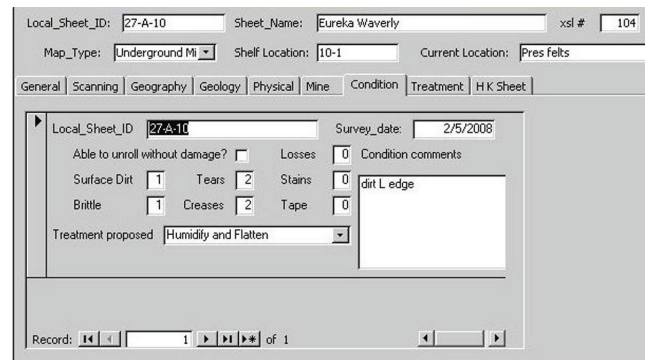 Local_Sheet_ID: 27-A-10 Sheet_Name: Eureka Waverly xsl # 104
Map_Type: Underground Mi Shelf Location: 10-1 Current Location: Pres felts
General Scanning Geography Geology Physical Mine Condition Treatment H K Sheet
Local_Sheet_ID 27-A-10 Survey_date: 2/5/2008
Able to unroll without damage? Losses 0 Condition comments
Surface Dirt 1 Tears 2 Stains 0 dirt L edge
Brittle 1 Creases 2 Tape 0
Treatment proposed Humidify and Flatten
Record: 1 of 1